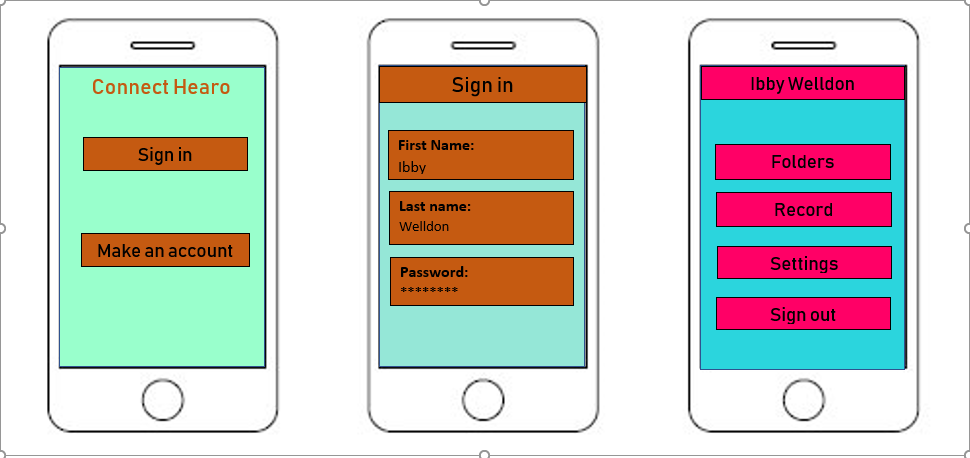 Connect Hearo
Sign in
Make an account
Sign in
First Name:
Ibby
Last name:
Welldon
Password:
********
Ibby Welldon
Folders
Record
Settings
Sign out